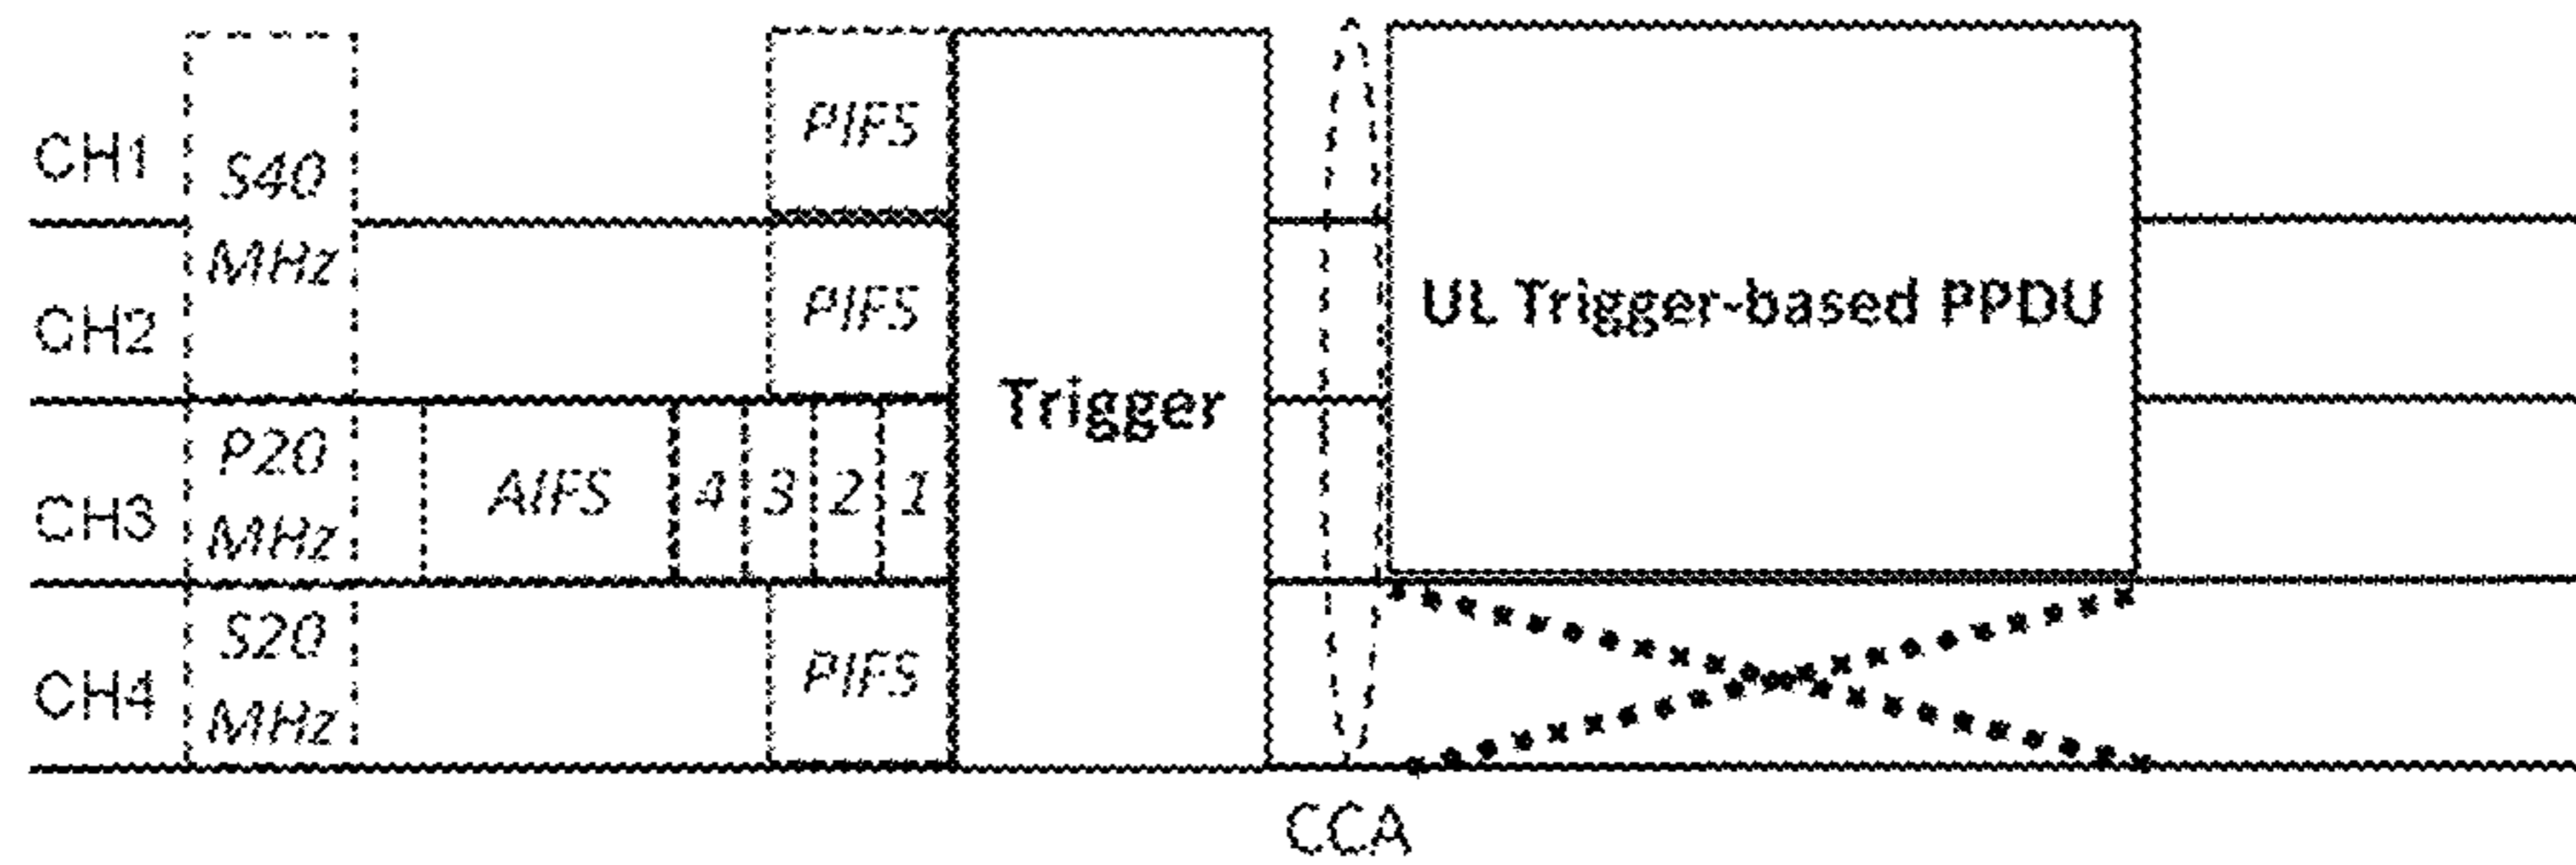 CH1
S40
MHz
PIFS
CH2
PIFS
Trigger
UL Trigger-based PPDU
CH3
P20
MHz
AIFS 4 3 2 1
CH4
S20
MHz
PIFS
CCA